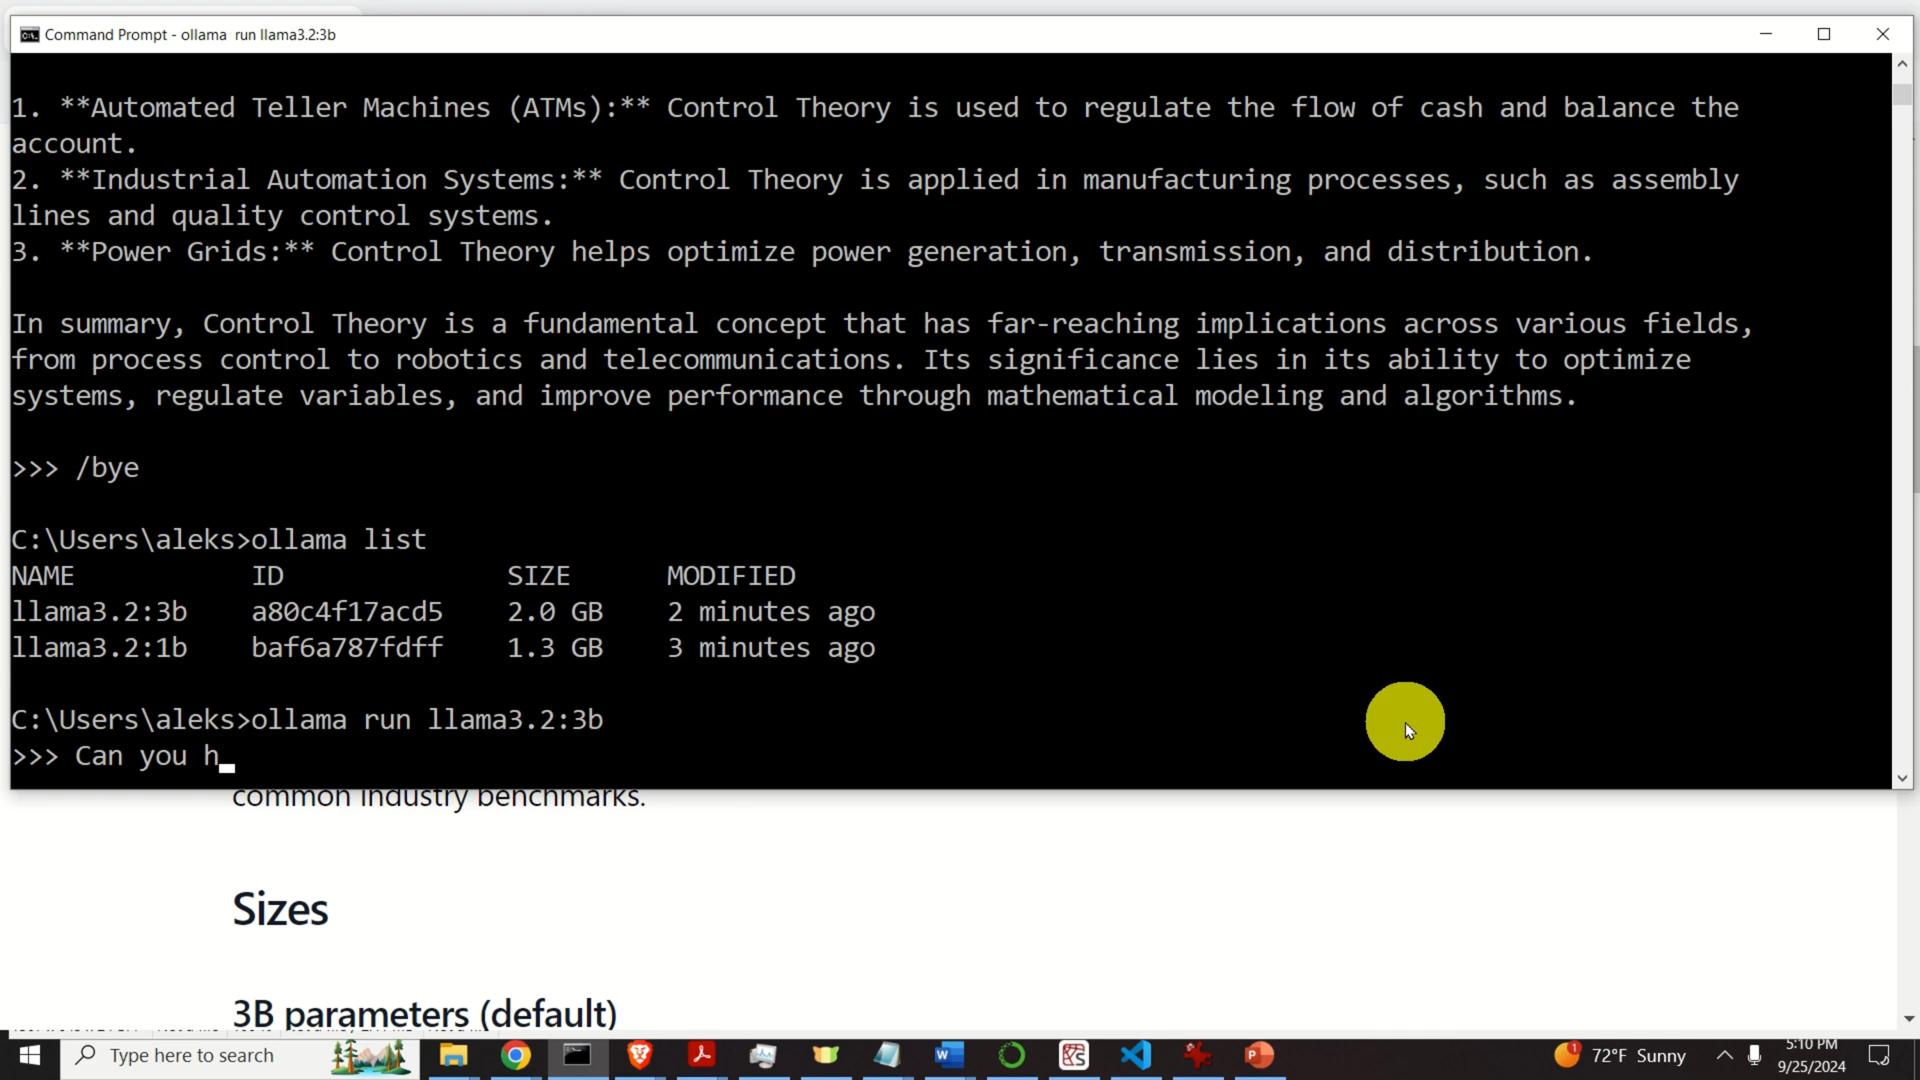 Command Prompt - ollama  run llama3.2:3b
1. **Automated Teller Machines (ATMs):** Control Theory is used to regulate the flow of cash and balance the
account.
2. **Industrial Automation Systems:** Control Theory is applied in manufacturing processes, such as assembly
lines and quality control systems.
3. **Power Grids:** Control Theory helps optimize power generation, transmission, and distribution.
In summary, Control Theory is a fundamental concept that has far-reaching implications across various fields,
from process control to robotics and telecommunications. Its significance lies in its ability to optimize
systems, regulate variables, and improve performance through mathematical modeling and algorithms.
>>> /bye
C:\Users\aleks>ollama list
NAME ID SIZE MODIFIED
llama3.2:3b a80c4f17acd5 2.0 GB 2 minutes ago
llama3.2:1b baf6a787fdff 1.3 GB 3 minutes ago
C:\Users\aleks>ollama run llama3.2:3b
>>> Can you h
common industry benchmarks.
Sizes
3B parameters (default)
Type here to search
72°F Sunny
5:10 PM
9/25/2024